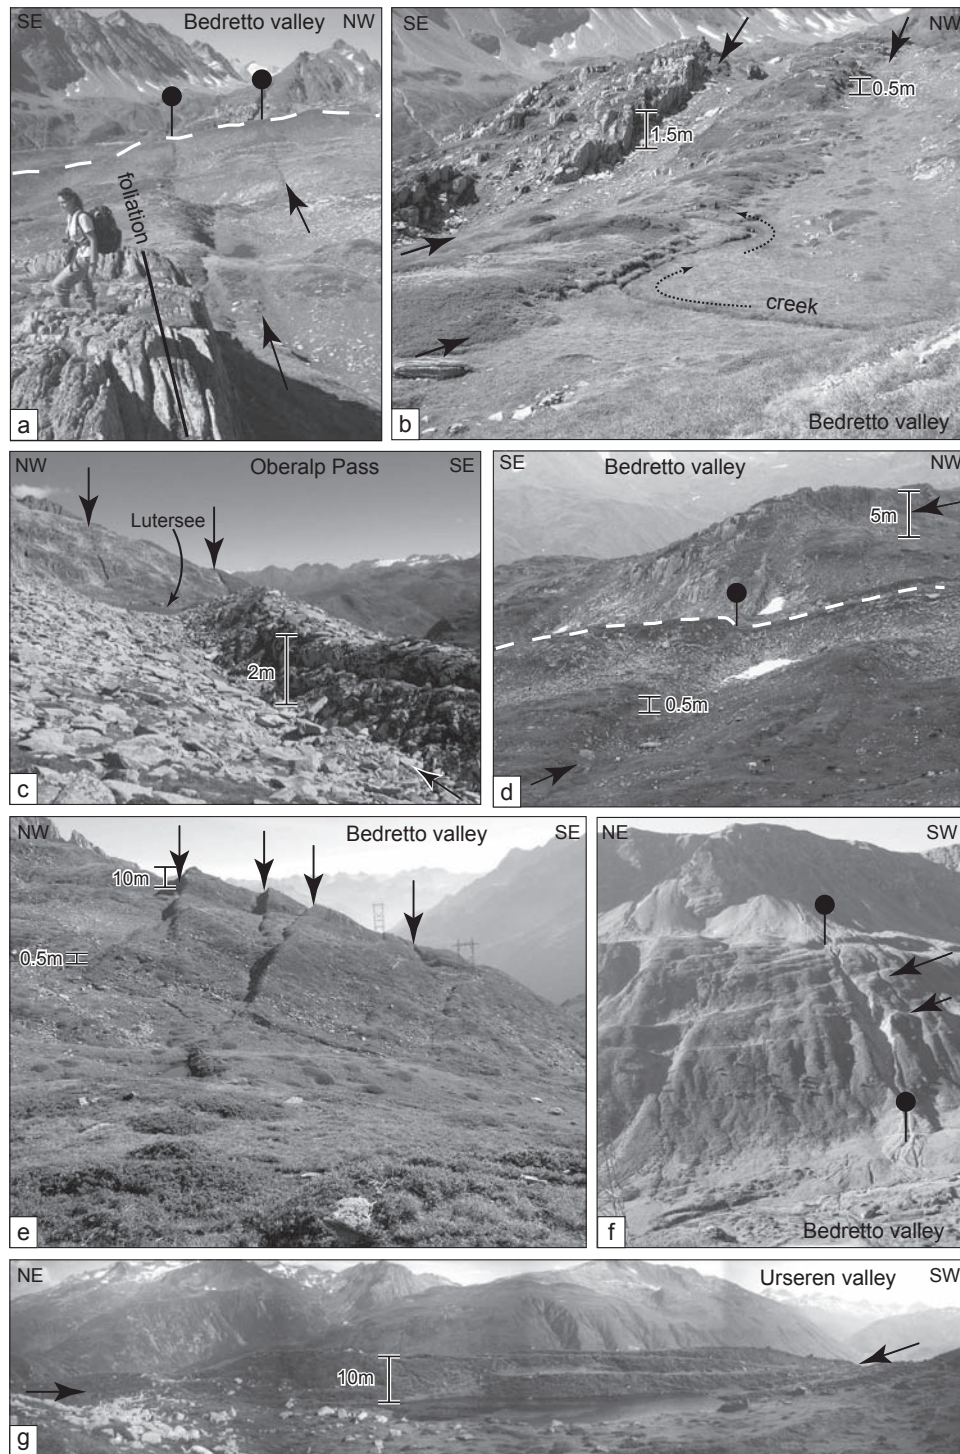 SE Bedretto valley NW
foliation
a
SE NW
1.5m
0.5m
creek
b Bedretto valley
NW Oberalp Pass SE
Lutersee
2m
c
SE Bedretto valley NW
5m
0.5m
d
NW Bedretto valley SE
10m
0.5m
e
NE SW
f Bedretto valley
NE Urseren valley SW
10m
g